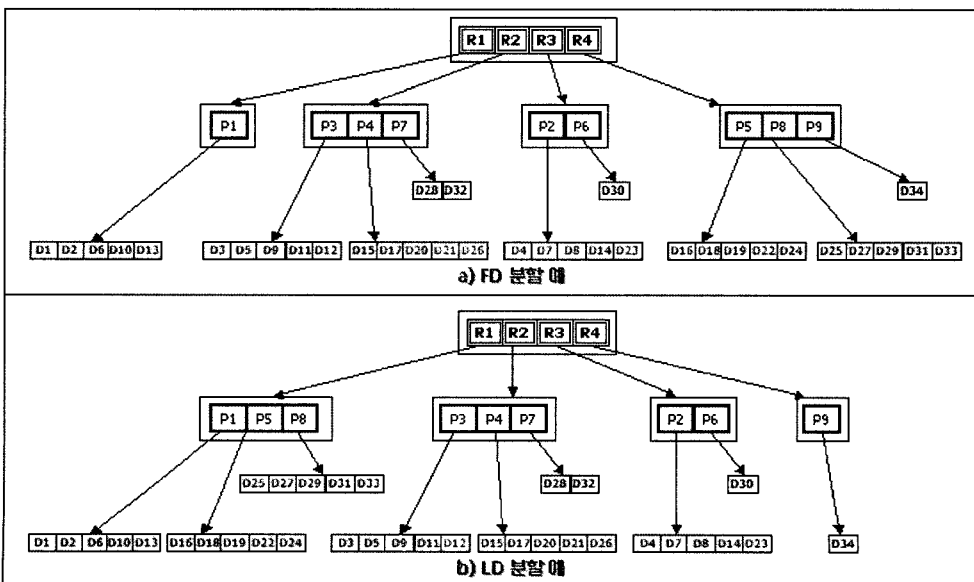 R1 R2 R3 R4
P1 P3 P4 P7 P2 P6 P5 P8 P9
D28 D32 D30 D34
D1 D2 D6 D10 D13 D3 D5 D9 D11 D12 D15 D17 D20 D21 D26 D4 D7 D8 D14 D23 D16 D18 D19 D22 D24 D25 D27 D29 D31 D33
a) FD 분할 예
R1 R2 R3 R4
P1 P5 P8 P3 P4 P7 P2 P6 P9
D25 D27 D29 D31 D33 D28 D32 D30
D1 D2 D6 D10 D13 D16 D18 D19 D22 D24 D3 D5 D9 D11 D12 D15 D17 D20 D21 D26 D4 D7 D8 D14 D23 D34
b) LD 분할 예